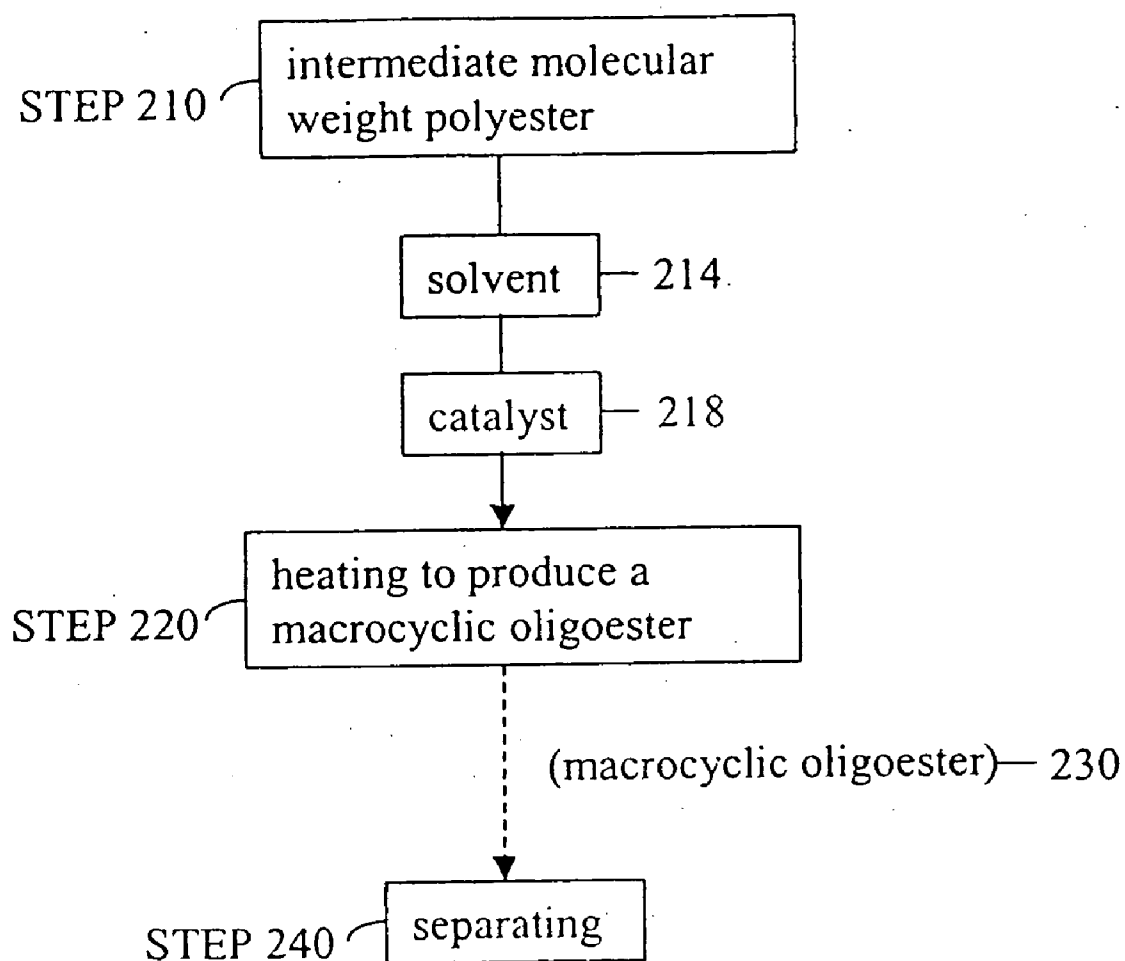 intermediate molecular
weight polyester
STEP 210
solvent
214
catalyst
218
heating to produce a
macrocyclic oligoester
STEP 220
(macrocyclic oligoester)
230
separating
STEP 240